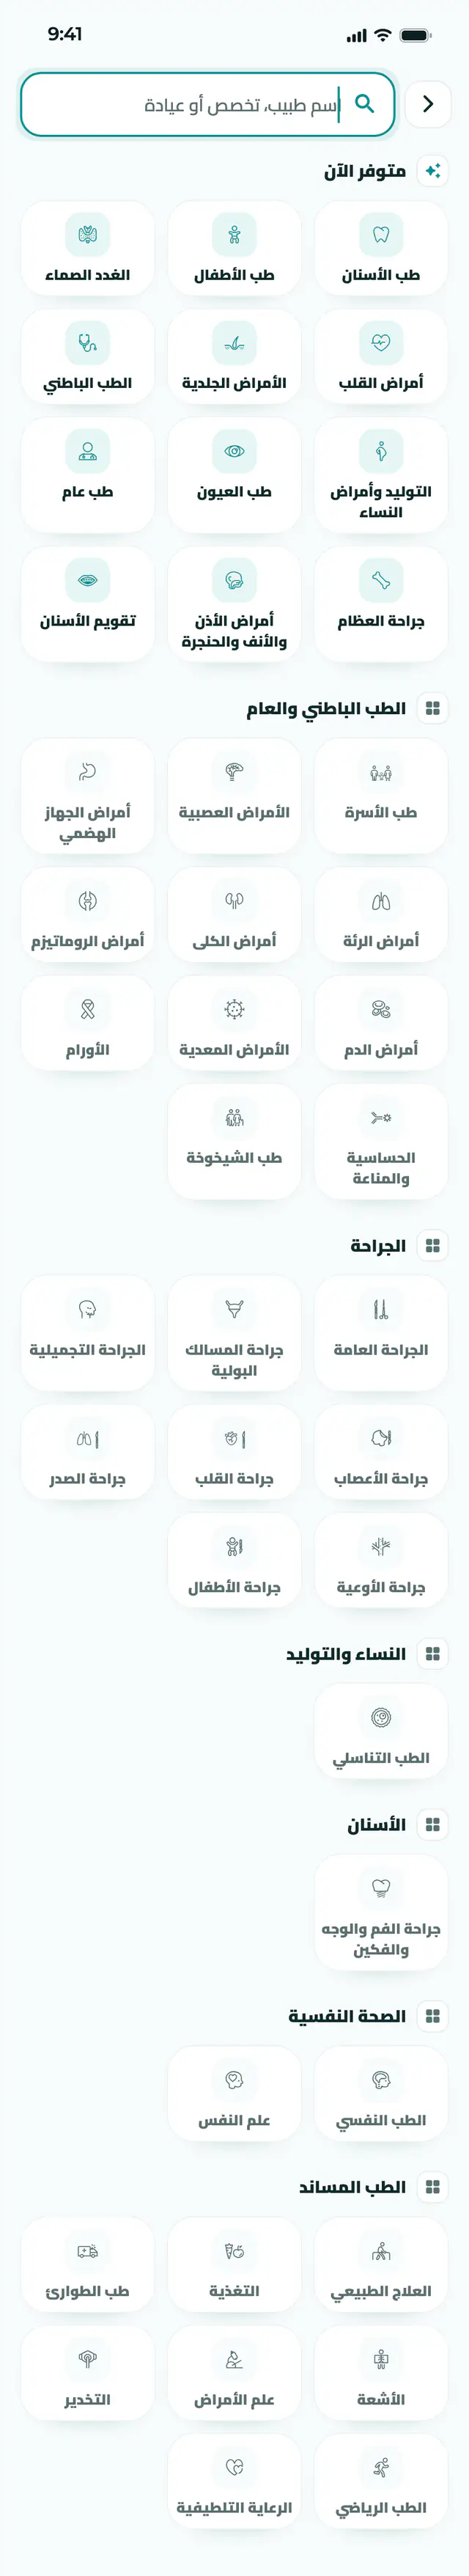 9:41
اسم طبيب، تخصص أو عيادة
متوفر الآن
طب الأسنان
طب الأطفال
الغدد الصماء
أمراض القلب
الأمراض الجلدية
الطب الباطني
التوليد وأمراض
النساء
طب العيون
طب عام
جراحة العظام
أمراض الأذن
والأنف والحنجرة
تقويم الأسنان
الطب الباطني والعام
طب الأسرة
الأمراض العصبية
أمراض الجهاز
الهضمي
أمراض الرئة
أمراض الكلى
أمراض الروماتيزم
أمراض الدم
الأمراض المعدية
الأورام
الحساسية
والمناعة
طب الشيخوخة
الجراحة
الجراحة العامة
جراحة المسالك
البولية
الجراحة التجميلية
جراحة الأعصاب
جراحة القلب
جراحة الصدر
جراحة الأوعية
جراحة الأطفال
النساء والتوليد
الطب التناسلي
الأسنان
جراحة الفم والوجه
والفكين
الصحة النفسية
الطب النفسي
علم النفس
الطب المساند
العلاج الطبيعي
التغذية
طب الطوارئ
الأشعة
علم الأمراض
التخدير
الطب الرياضي
الرعاية التلطيفية